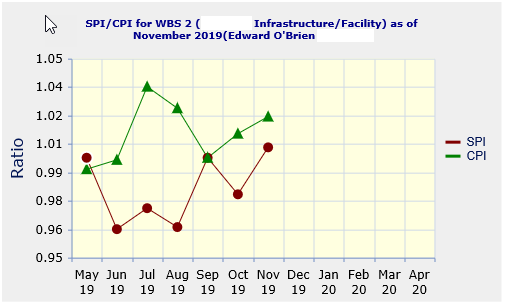 SPI/CPI for WBS 2 ( Infrastructure/Facility) as of
November 2019(Edward O'Brien
1.05
1.04
1.02
1.01
0.99
0.98
0.96
0.95
Ratio
SPI
CPI
May Jun Jul Aug Sep Oct Nov Dec Jan Feb Mar Apr
19 19 19 19 19 19 19 19 20 20 20 20